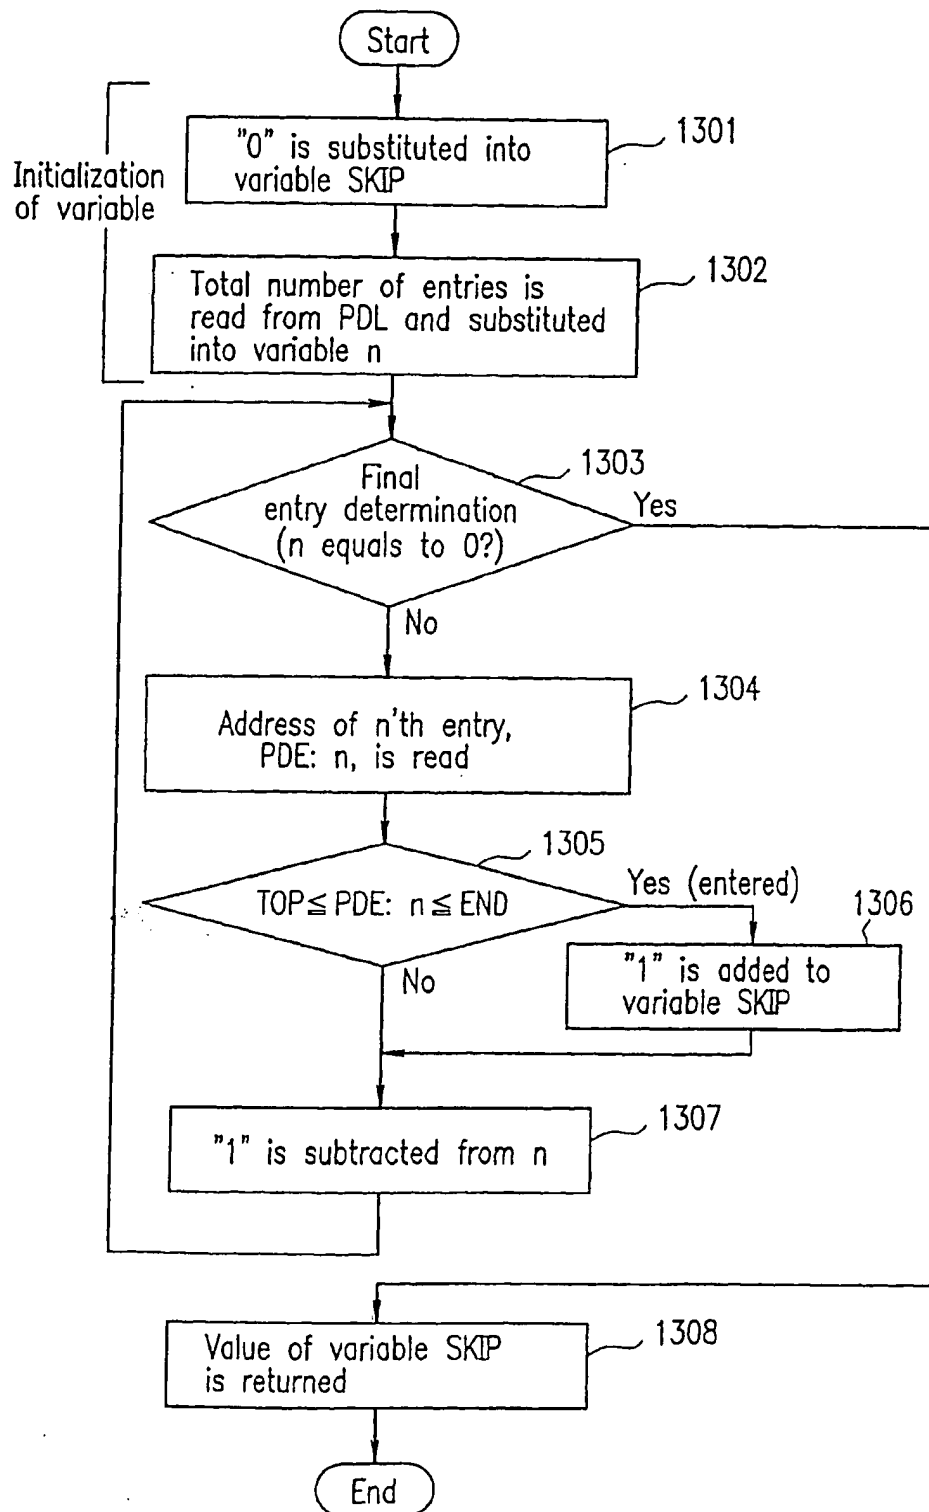 Start
1301
"0" is substituted into
variable SKIP
Initialization
of variable
1302
Total number of entries is
read from PDL and substituted
into variable n
1303
Final
entry determination
(n equals to 0?)
Yes
No
1304
Address of n'th entry,
PDE: n, is read
1305
TOP≦PDE: n≦END
Yes (entered)
1306
"1" is added to
variable SKIP
No
1307
"1" is subtracted from n
1308
Value of variable SKIP
is returned
End